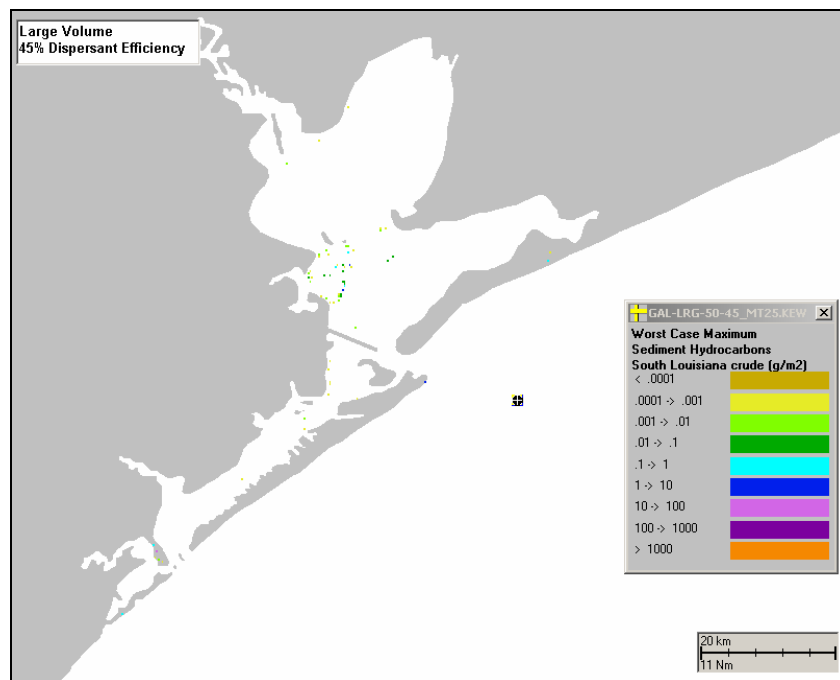 Large Volume
45% Dispersant Efficiency
GAL-LRG-50-45_MT25.KEW
Worst Case Maximum
Sediment Hydrocarbons
South Louisiana crude (g/m2)
< .0001
.0001 -> .001
.001 -> .01
.01 -> .1
.1 -> 1
1 -> 10
10 -> 100
100 -> 1000
> 1000
20 km
11 Nm